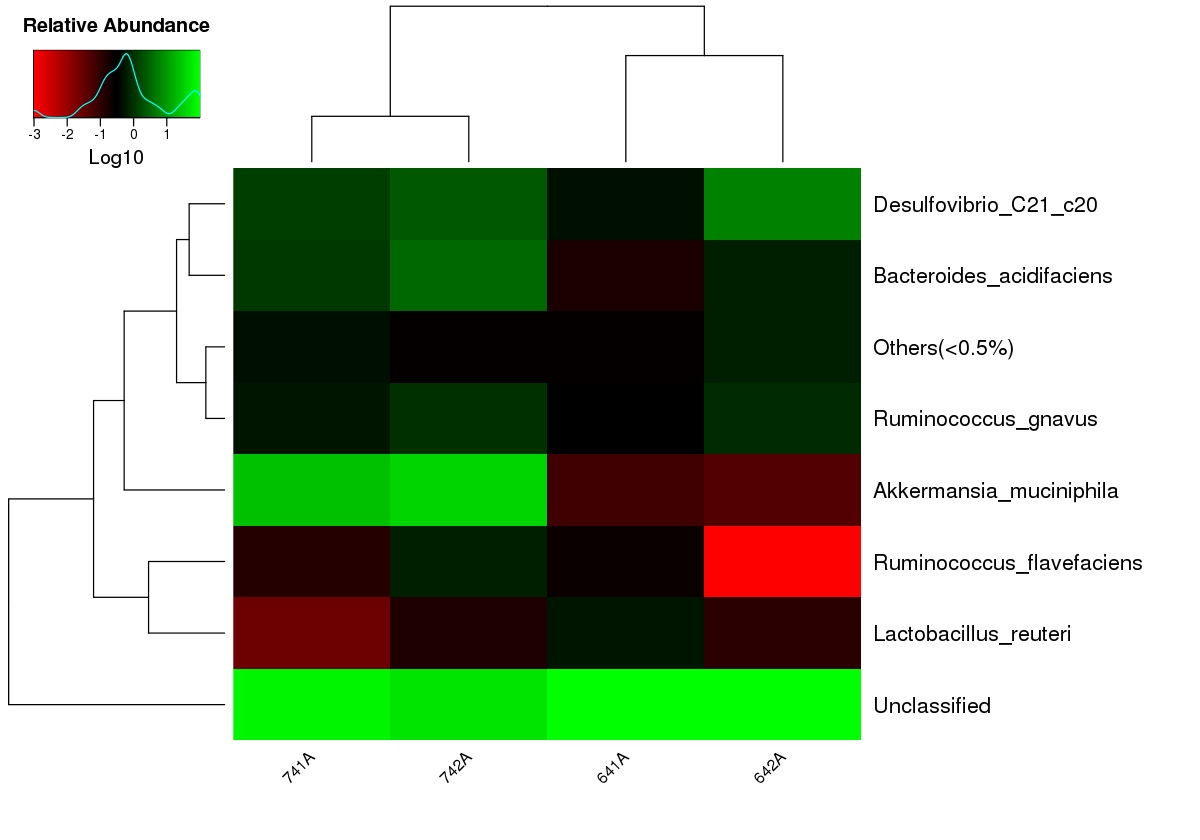 Relative Abundance
-3 -2 -1 0 1
Log10
Desulfovibrio_C21_c20
Bacteroides_acidifaciens
Others(<0.5%)
Ruminococcus_gnavus
Akkermansia_muciniphila
Ruminococcus_flavefaciens
Lactobacillus_reuteri
Unclassified
741A 742A 641A 642A